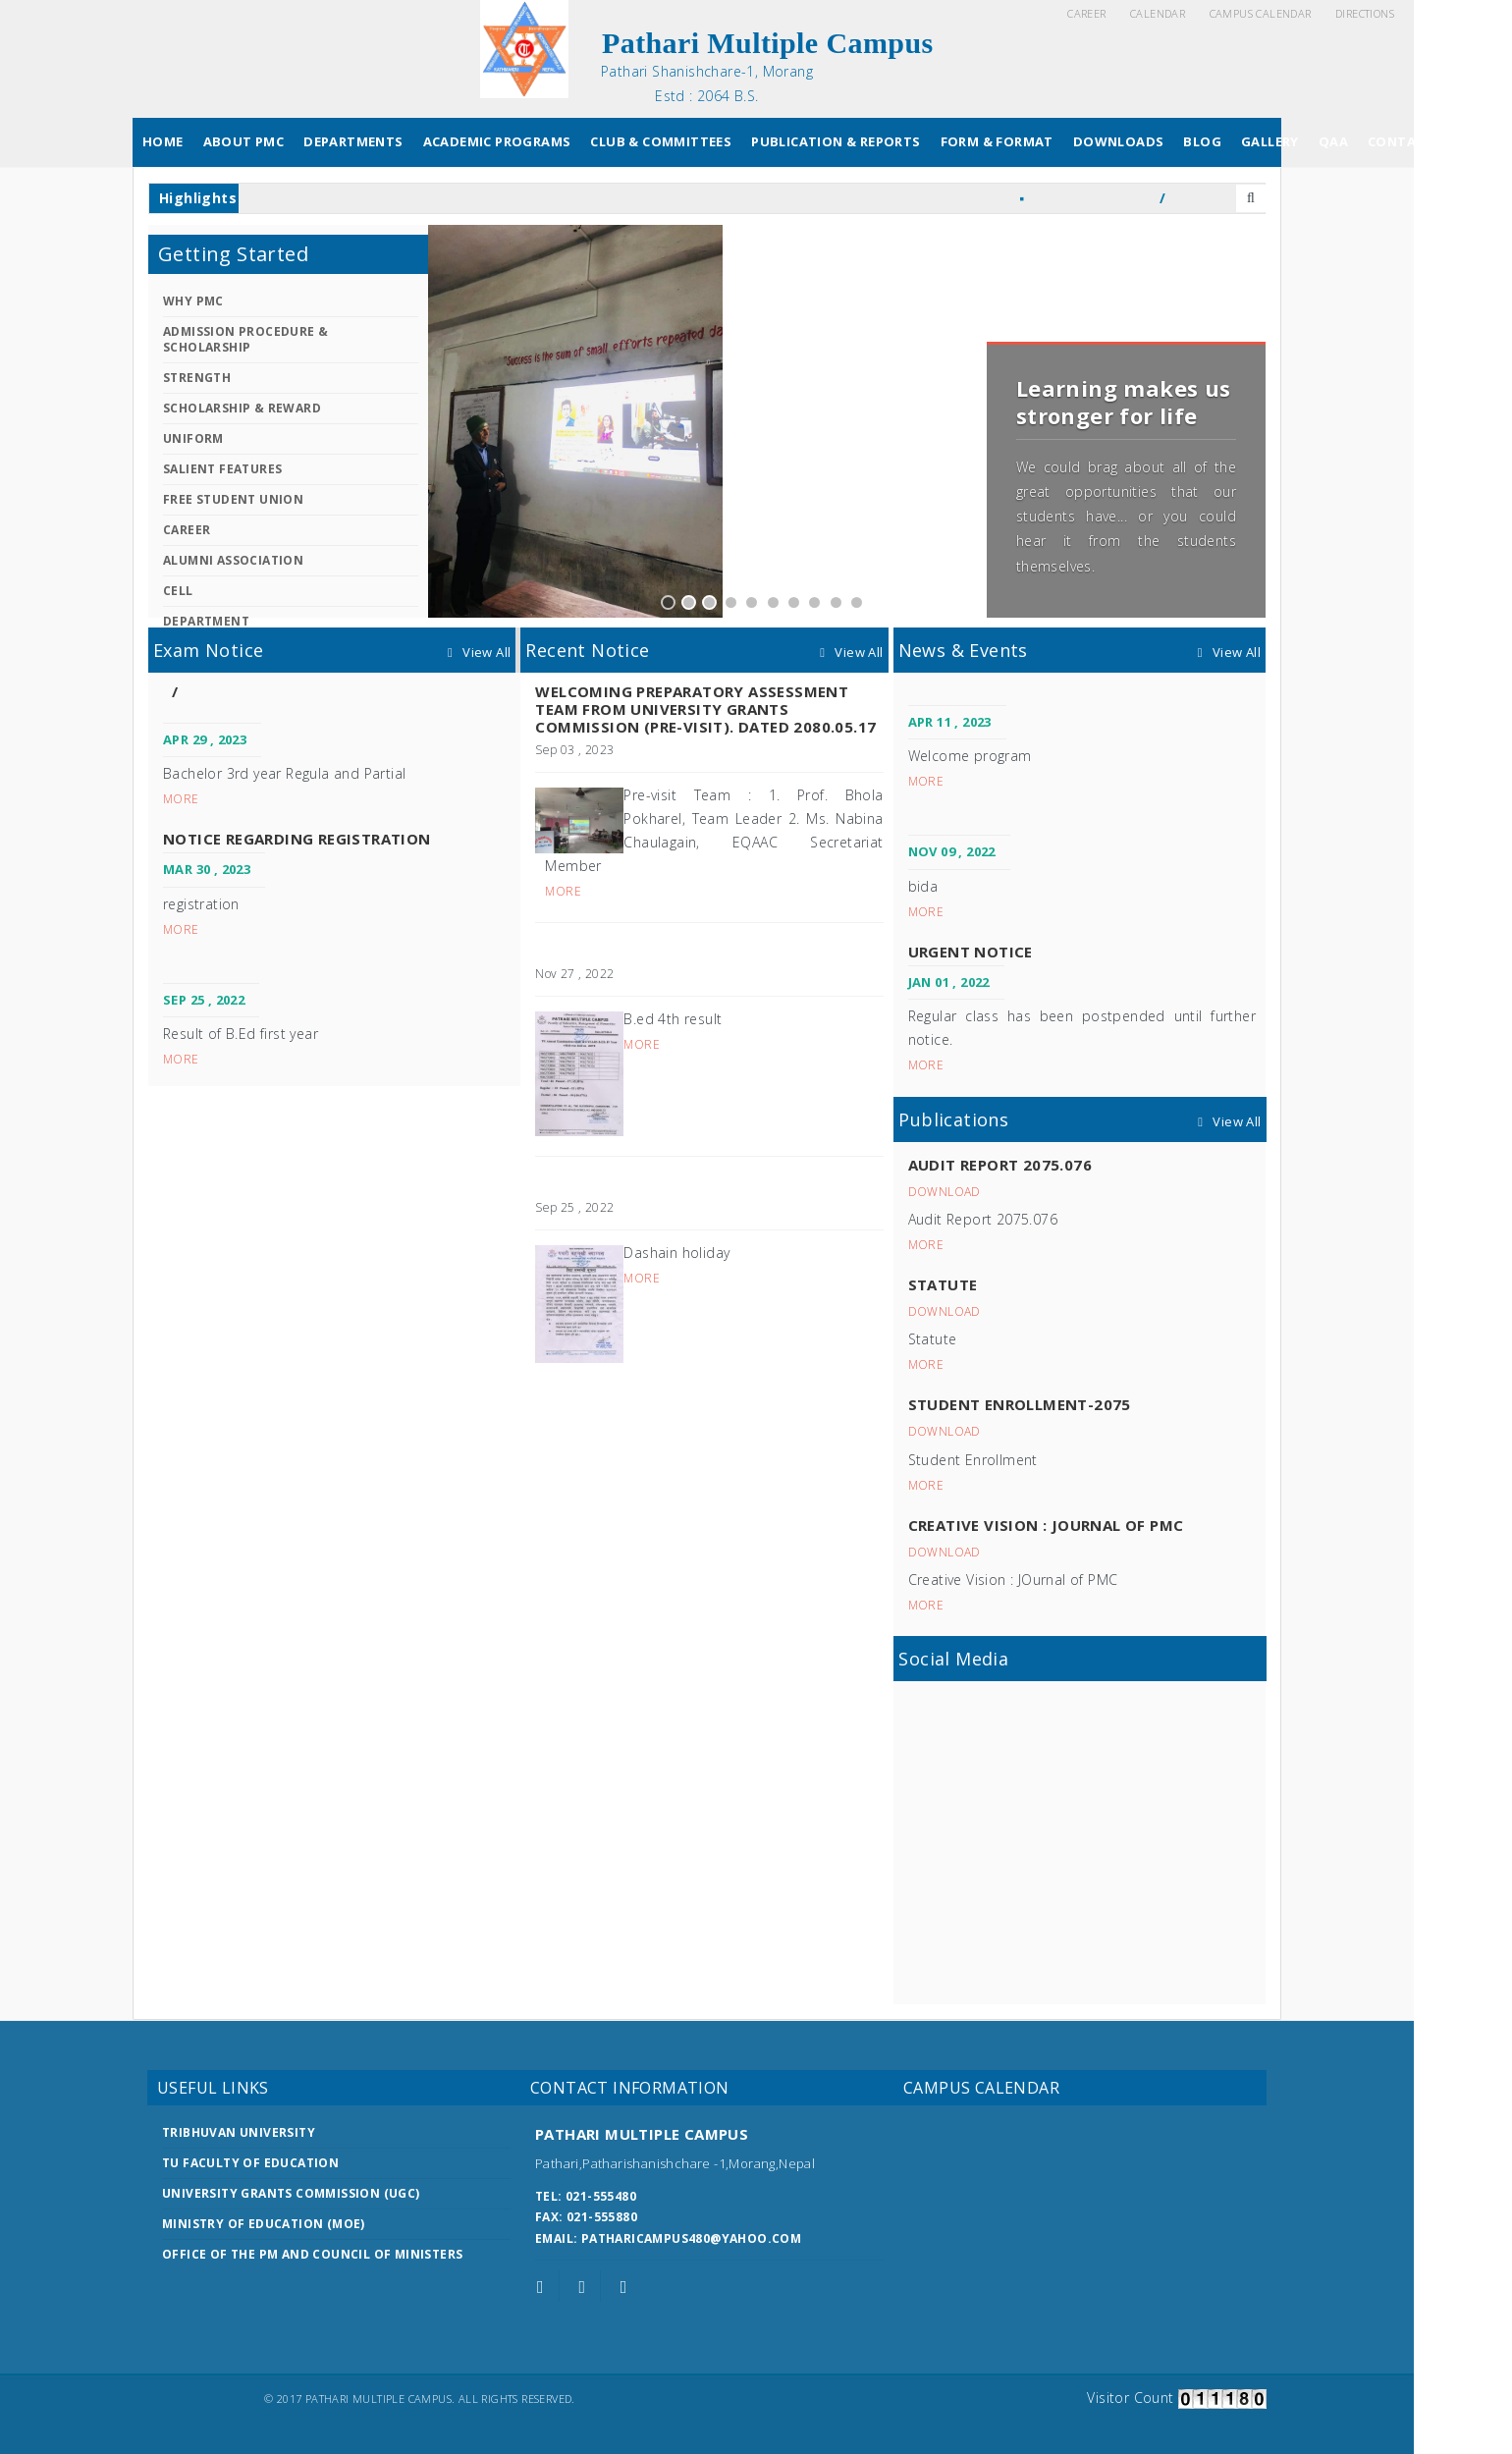 CAREER CALENDAR CAMPUS CALENDAR DIRECTIONS
Pathari Multiple Campus
Pathari Shanishchare-1, Morang
Estd : 2064 B.S.
HOME ABOUT PMC DEPARTMENTS ACADEMIC PROGRAMS CLUB & COMMITTEES PUBLICATION & REPORTS FORM & FORMAT DOWNLOADS BLOG GALLERY QAA CONTA
Highlights
/
Getting Started
WHY PMC
ADMISSION PROCEDURE &
SCHOLARSHIP
STRENGTH
SCHOLARSHIP & REWARD
UNIFORM
SALIENT FEATURES
FREE STUDENT UNION
CAREER
ALUMNI ASSOCIATION
CELL
DEPARTMENT
"Success is the sum of small efforts repeated da
Learning makes us
stronger for life
We could brag about all of the
great opportunities that our
students have... or you could
hear it from the students
themselves.
Exam Notice View All
/
APR 29 , 2023
Bachelor 3rd year Regula and Partial
MORE
NOTICE REGARDING REGISTRATION
MAR 30 , 2023
registration
MORE
SEP 25 , 2022
Result of B.Ed first year
MORE
Recent Notice View All
WELCOMING PREPARATORY ASSESSMENT
TEAM FROM UNIVERSITY GRANTS
COMMISSION (PRE-VISIT). DATED 2080.05.17
Sep 03 , 2023
Pre-visit Team : 1. Prof. Bhola
Pokharel, Team Leader 2. Ms. Nabina
Chaulagain, EQAAC Secretariat
Member
MORE
Nov 27 , 2022
PATHARI MULTIPLE CAMPUS
B.ed 4th result
MORE
Sep 25 , 2022
Dashain holiday
MORE
News & Events View All
APR 11 , 2023
Welcome program
MORE
NOV 09 , 2022
bida
MORE
URGENT NOTICE
JAN 01 , 2022
Regular class has been postpended until further
notice.
MORE
Publications View All
AUDIT REPORT 2075.076
DOWNLOAD
Audit Report 2075.076
MORE
STATUTE
DOWNLOAD
Statute
MORE
STUDENT ENROLLMENT-2075
DOWNLOAD
Student Enrollment
MORE
CREATIVE VISION : JOURNAL OF PMC
DOWNLOAD
Creative Vision : JOurnal of PMC
MORE
Social Media
USEFUL LINKS
TRIBHUVAN UNIVERSITY
TU FACULTY OF EDUCATION
UNIVERSITY GRANTS COMMISSION (UGC)
MINISTRY OF EDUCATION (MOE)
OFFICE OF THE PM AND COUNCIL OF MINISTERS
CONTACT INFORMATION
PATHARI MULTIPLE CAMPUS
Pathari,Patharishanishchare -1,Morang,Nepal
TEL: 021-555480
FAX: 021-555880
EMAIL: PATHARICAMPUS480@YAHOO.COM
CAMPUS CALENDAR
© 2017 PATHARI MULTIPLE CAMPUS. ALL RIGHTS RESERVED.
Visitor Count 011180